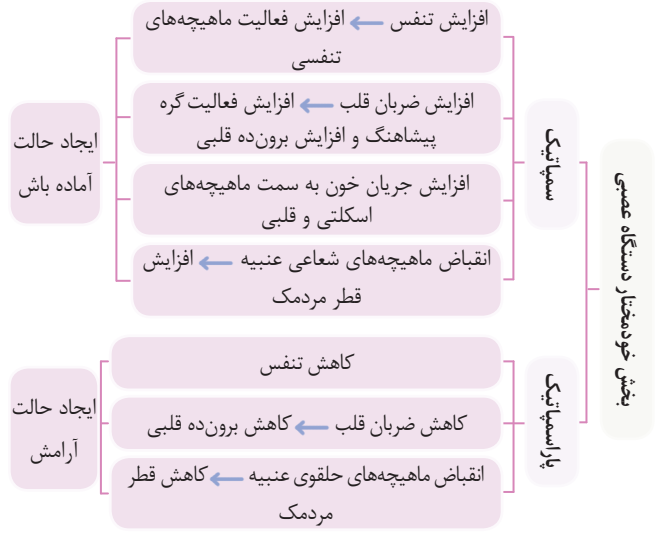 بخش خودمختار دستگاه عصبی
سمپاتیک
افزایش تنفس ← افزایش فعالیت ماهیچه‌های
تنفسی
افزایش ضربان قلب ← افزایش فعالیت گره
پیشاهنگ و افزایش برون‌ده قلبی
افزایش جریان خون به سمت ماهیچه‌های
اسکلتی و قلبی
انقباض ماهیچه‌های شعاعی عنبیه ← افزایش
قطر مردمک
ایجاد حالت
آماده باش
پاراسمپاتیک
کاهش تنفس
کاهش ضربان قلب ← کاهش برون‌ده قلبی
انقباض ماهیچه‌های حلقوی عنبیه ← کاهش قطر
مردمک
ایجاد حالت
آرامش